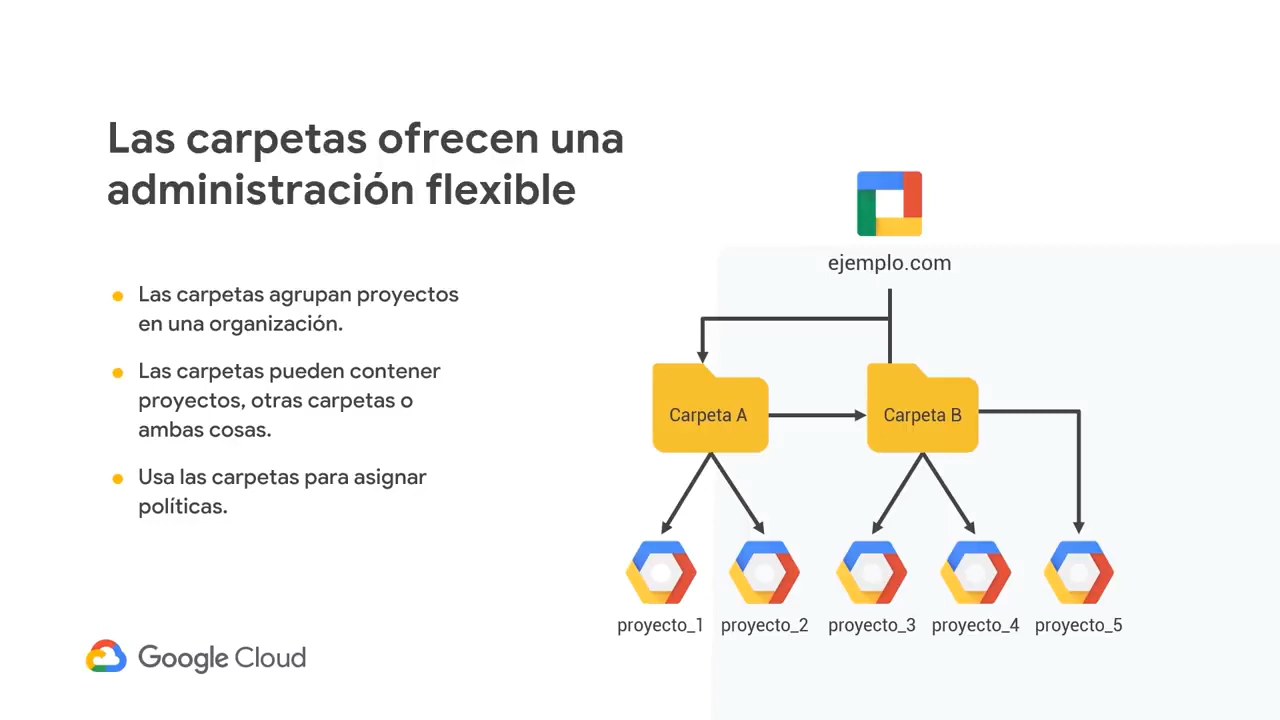 Las carpetas ofrecen una
administración flexible
Las carpetas agrupan proyectos
en una organización.
Las carpetas pueden contener
proyectos, otras carpetas o
ambas cosas.
Usa las carpetas para asignar
políticas.
ejemplo.com
Carpeta A
Carpeta B
proyecto_1
proyecto_2
proyecto_3
proyecto_4
proyecto_5
Google Cloud